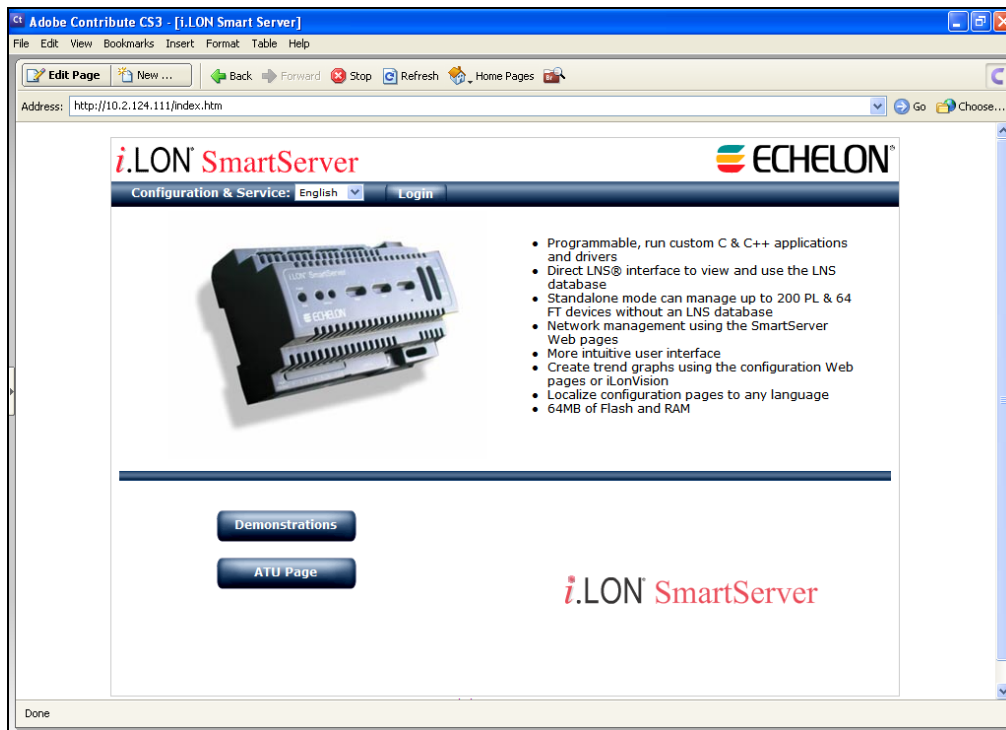 Ct Adobe Contribute CS3 - [i.LON Smart Server]
File Edit View Bookmarks Insert Format Table Help
Edit Page New ... Back Forward Stop Refresh Home Pages
Address: http://10.2.124.111/index.htm Go Choose...
i.LON® SmartServer ECHELON®
Configuration & Service: English Login
• Programmable, run custom C & C++ applications
and drivers
• Direct LNS® interface to view and use the LNS
database
• Standalone mode can manage up to 200 PL & 64
FT devices without an LNS database
• Network management using the SmartServer
Web pages
• More intuitive user interface
• Create trend graphs using the configuration Web
pages or iLonVision
• Localize configuration pages to any language
• 64MB of Flash and RAM
i.LON® SmartServer
ECHELON
Demonstrations
ATU Page
i.LON® SmartServer
Done